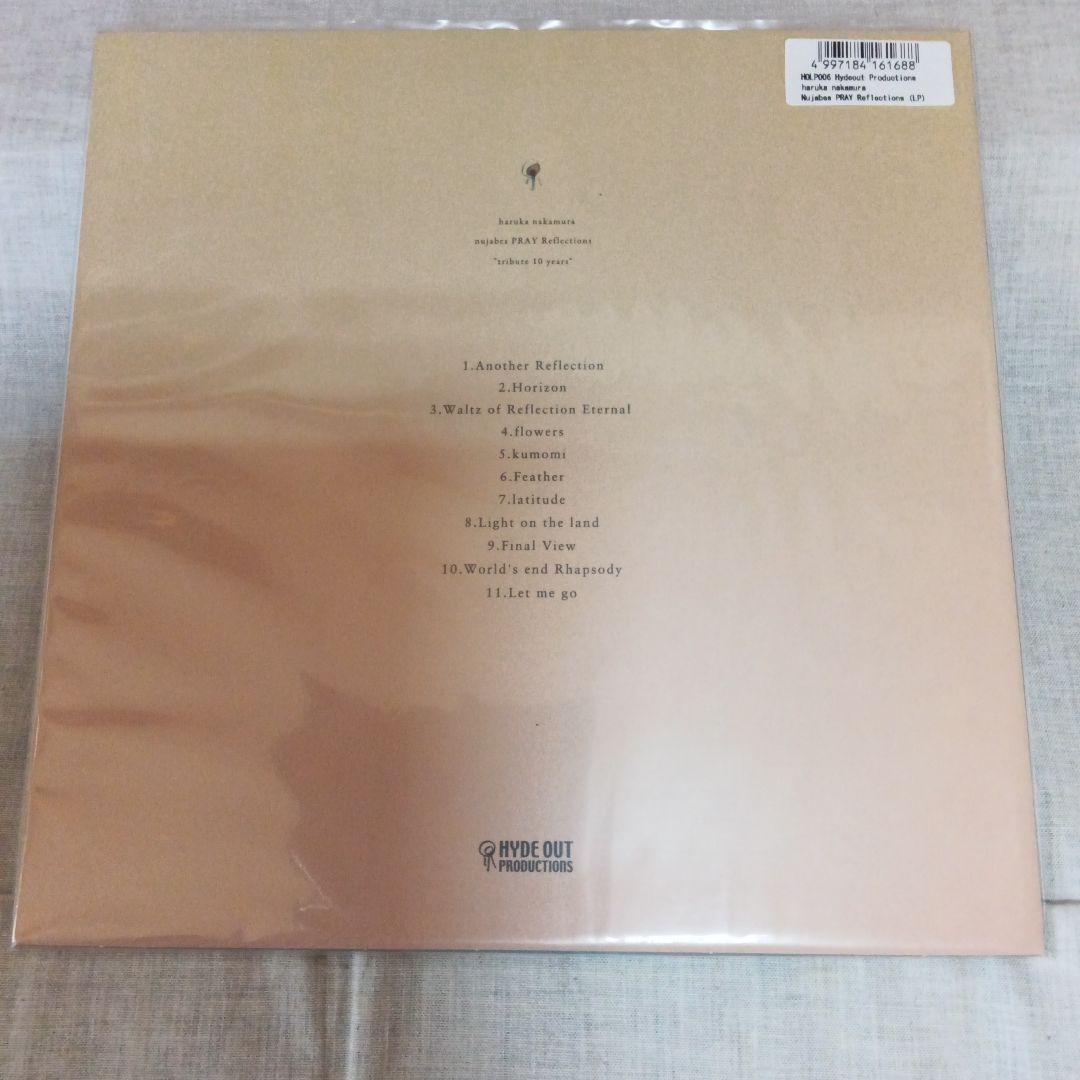 4 997184 161688
HOLP006 Hydeout Productions
haruka nakamura
Nujabes PRAY Reflections (LP)
haruka nakamura
nujabes PRAY Reflections
"tribute 10 years"
1.Another Reflection
2.Horizon
3.Waltz of Reflection Eternal
4.flowers
5.kumomi
6.Feather
7.latitude
8.Light on the land
9.Final View
10.World's end Rhapsody
11.Let me go
HYDE OUT
PRODUCTIONS